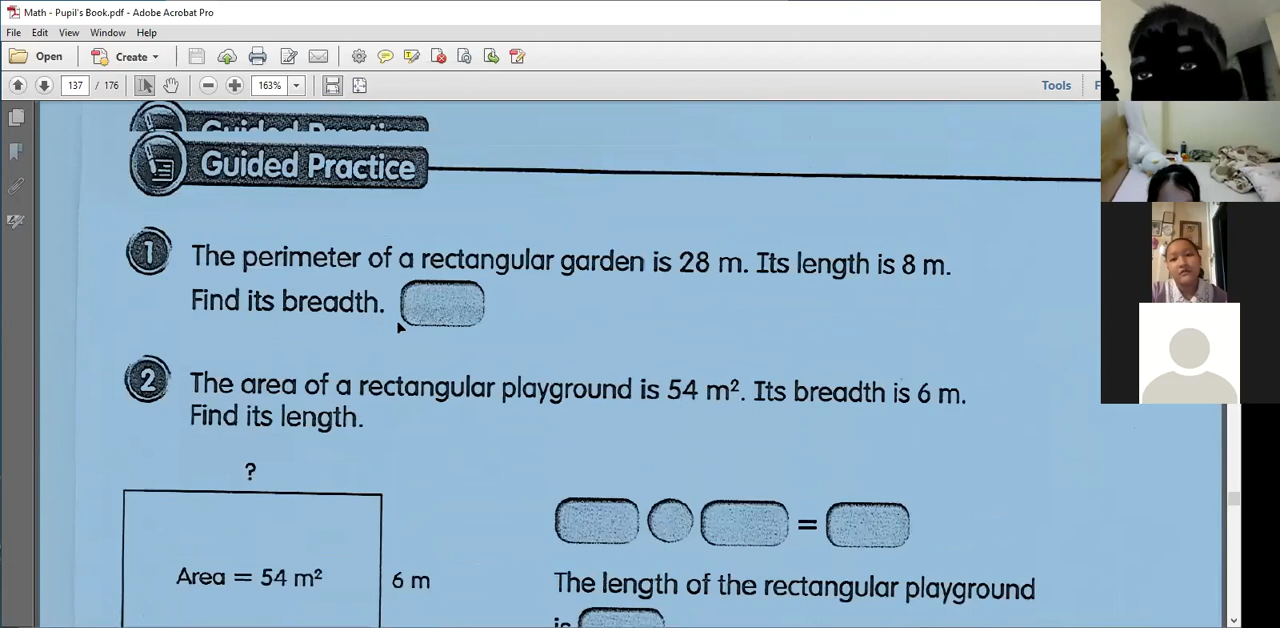 Math - Pupil's Book.pdf - Adobe Acrobat Pro
File Edit View Window Help
Open Create
137 / 176 163% Tools F
Guided Practice
Guided Practice
1 The perimeter of a rectangular garden is 28 m. Its length is 8 m.
Find its breadth.
2 The area of a rectangular playground is 54 m². Its breadth is 6 m.
Find its length.
?
=
Area = 54 m² 6 m
The length of the rectangular playground
is